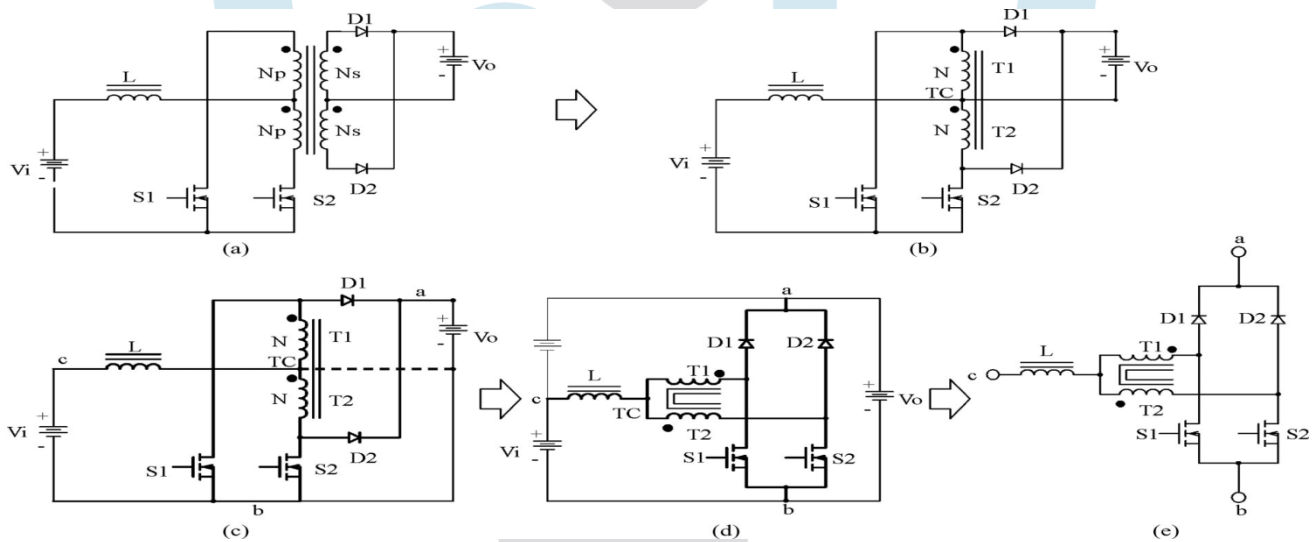 D1
L
Np
Ns
+
-
Vo
Np
Ns
Vi
+
-
D2
S1
S2
(a)
D1
L
N
T1
TC
+
-
Vo
N
T2
Vi
+
-
D2
S1
S2
(b)
D1
a
c
L
N
T1
TC
+
-
Vo
N
T2
Vi
+
-
D2
S1
S2
b
(c)
a
D1
D2
T1
L
c
TC
T2
+
-
Vo
Vi
+
-
S1
S2
b
(d)
a
D1
D2
T1
L
c
T2
S1
S2
b
(e)